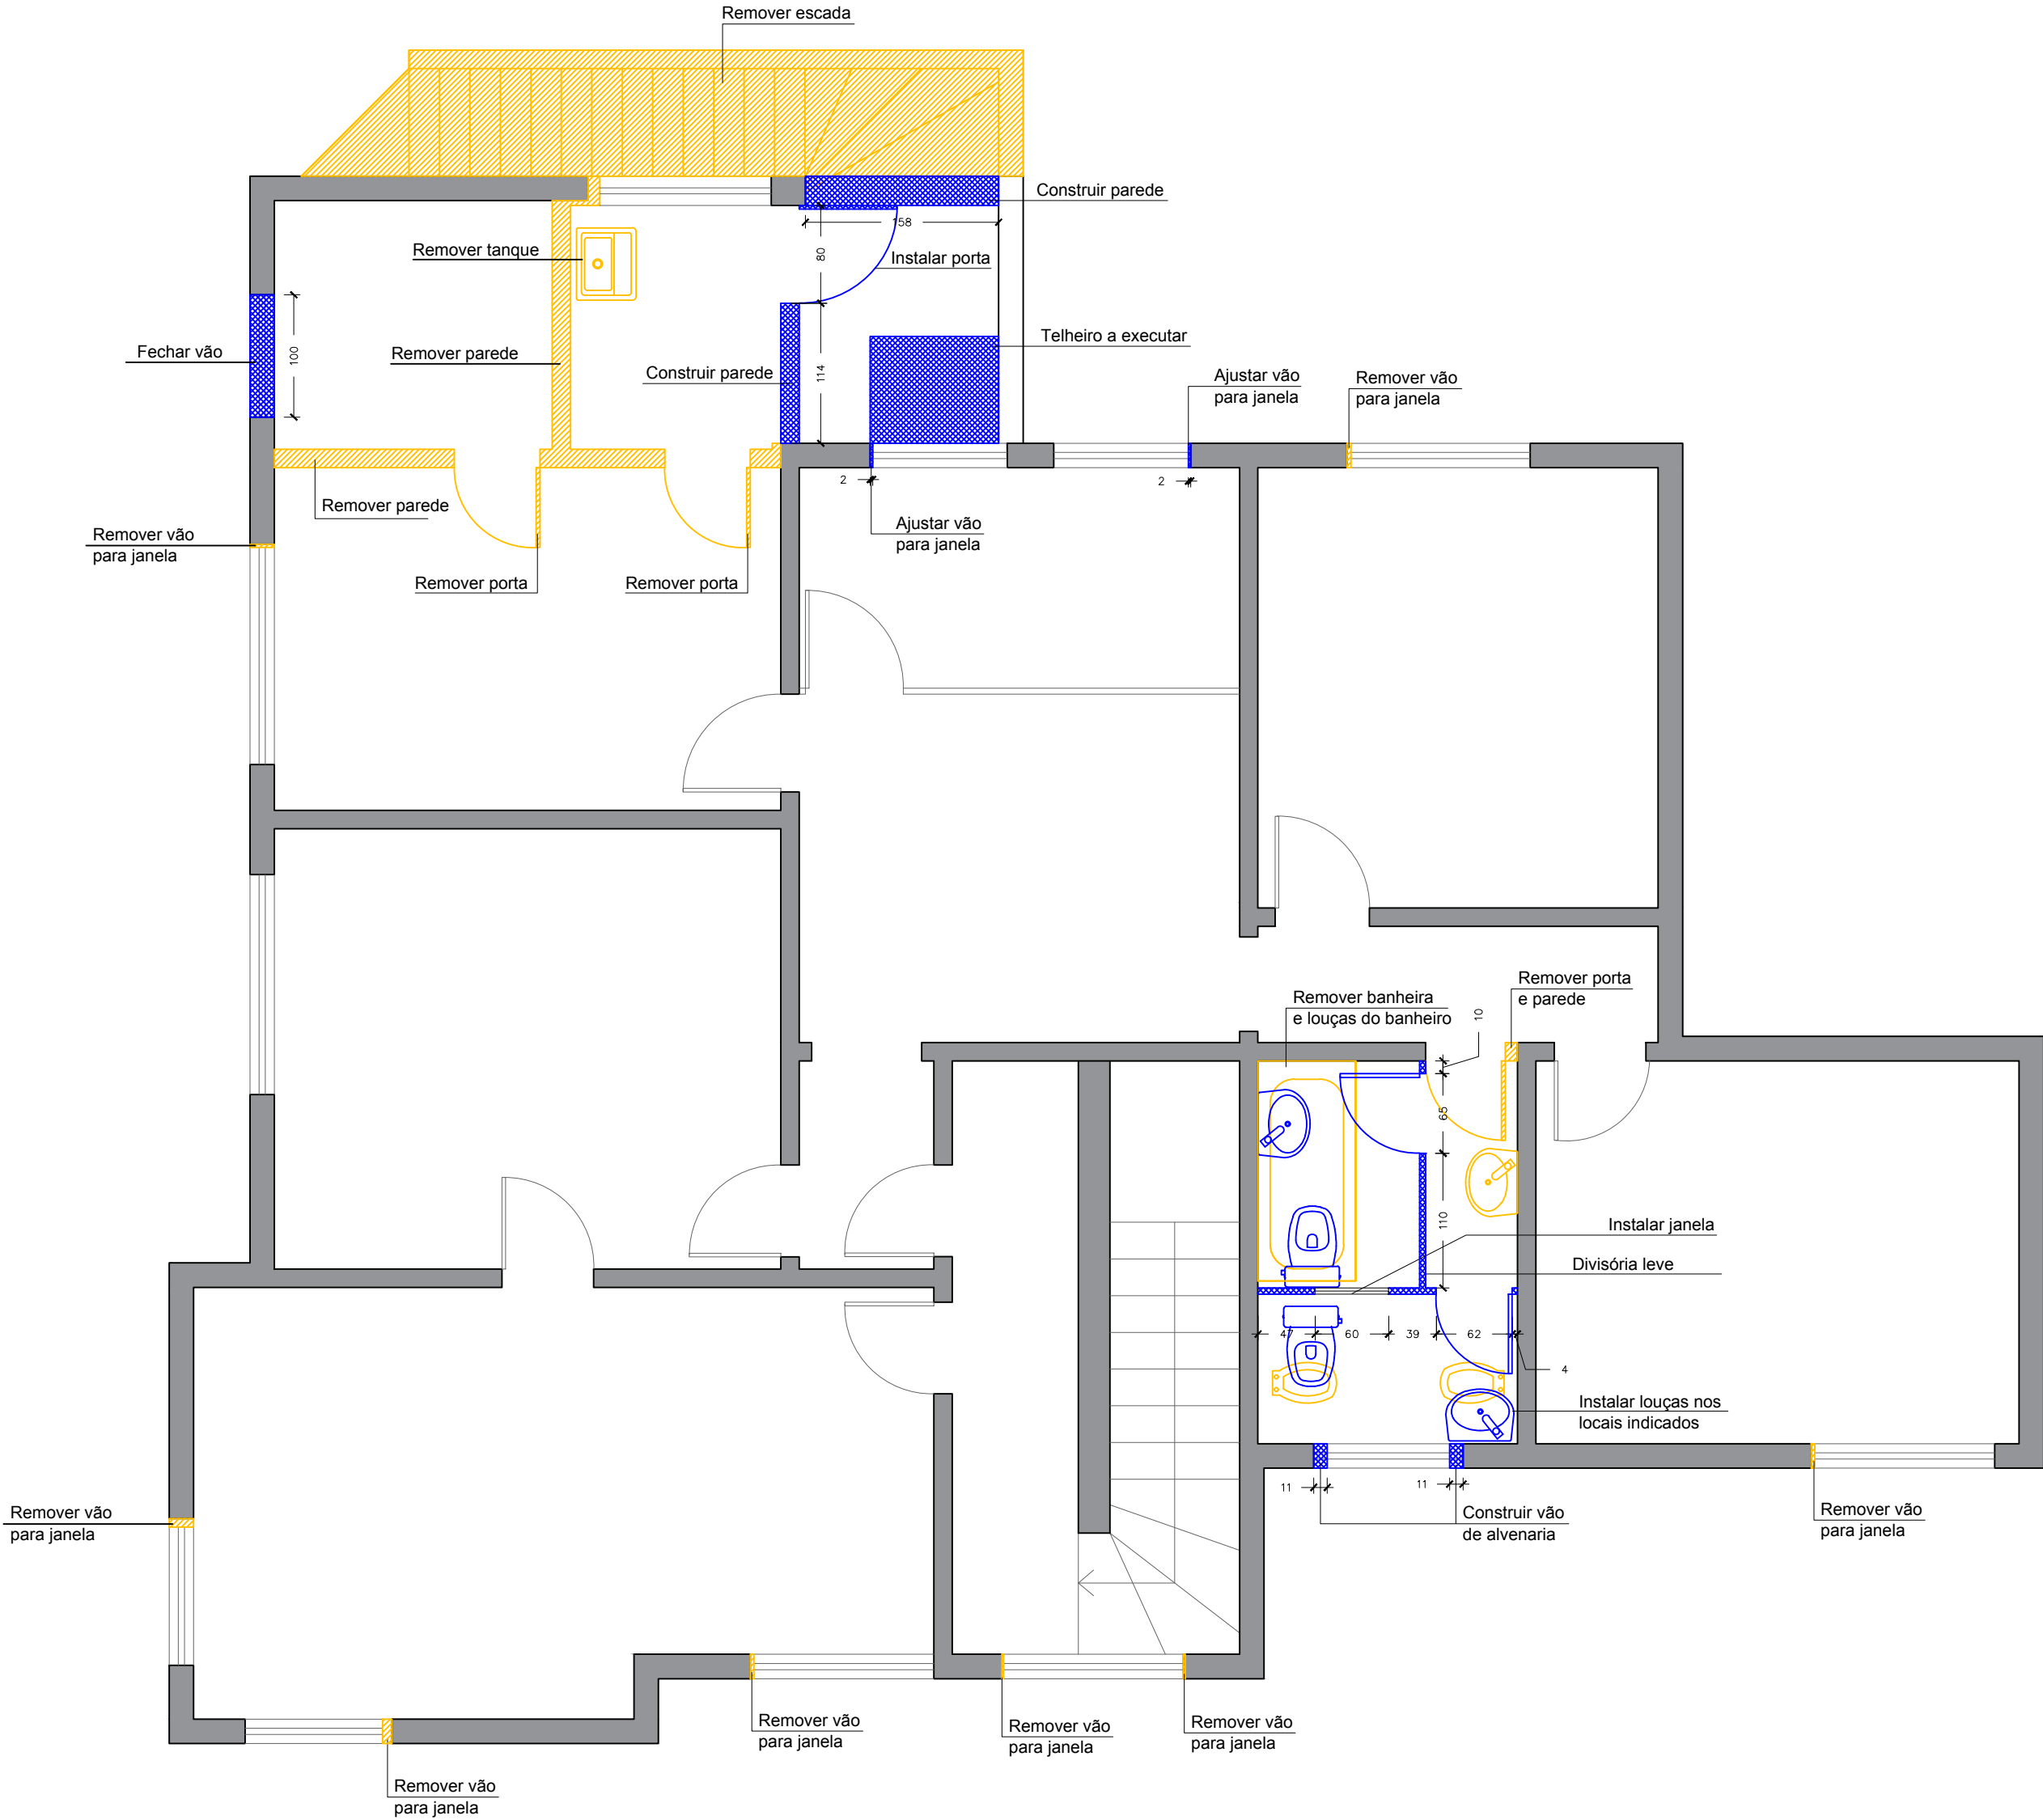 Remover escada
Construir parede
158
Remover tanque
80
Instalar porta
Telheiro a executar
Fechar vão
100
Remover parede
Construir parede
114
Ajustar vão
para janela
Remover vão
para janela
2
2
Remover parede
Ajustar vão
para janela
Remover vão
para janela
Remover porta
Remover porta
Remover banheira
e louças do banheiro
10
Remover porta
e parede
65
110
Instalar janela
Divisória leve
47
60
39
62
4
Instalar louças nos
locais indicados
11
11
Construir vão
de alvenaria
Remover vão
para janela
Remover vão
para janela
Remover vão
para janela
Remover vão
para janela
Remover vão
para janela
Remover vão
para janela